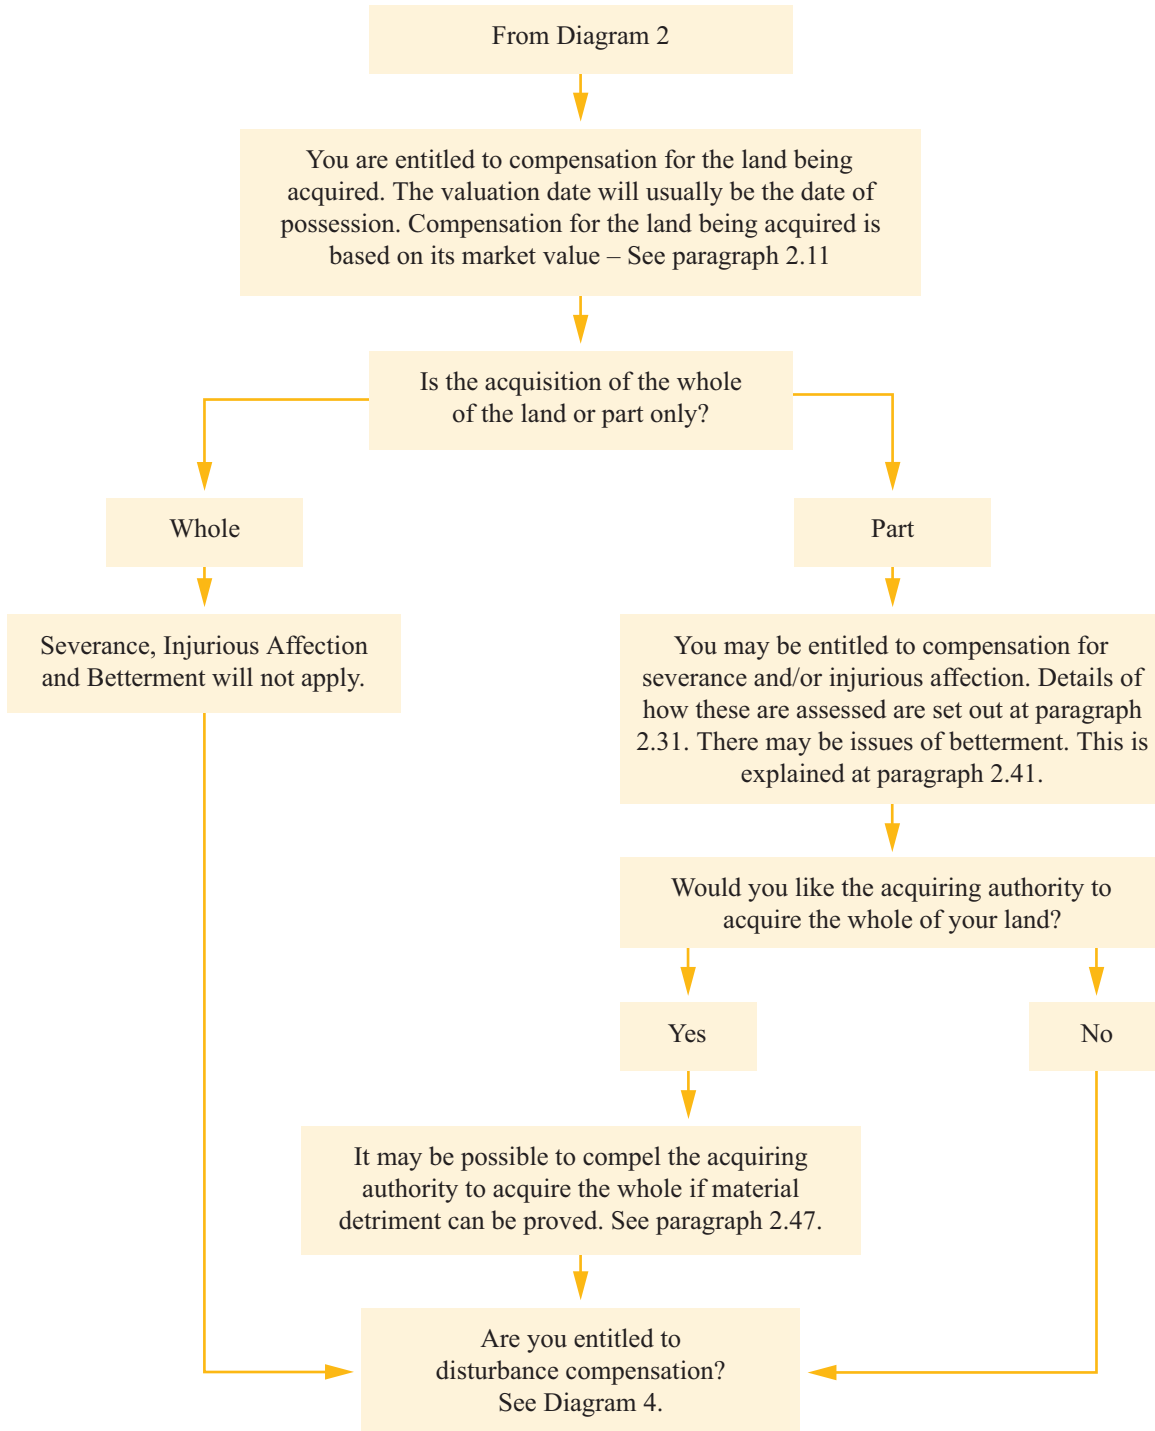 From Diagram 2
You are entitled to compensation for the land being
acquired. The valuation date will usually be the date of
possession. Compensation for the land being acquired is
based on its market value – See paragraph 2.11
Is the acquisition of the whole
of the land or part only?
Whole
Part
Severance, Injurious Affection
and Betterment will not apply.
You may be entitled to compensation for
severance and/or injurious affection. Details of
how these are assessed are set out at paragraph
2.31. There may be issues of betterment. This is
explained at paragraph 2.41.
Would you like the acquiring authority to
acquire the whole of your land?
Yes
No
It may be possible to compel the acquiring
authority to acquire the whole if material
detriment can be proved. See paragraph 2.47.
Are you entitled to
disturbance compensation?
See Diagram 4.